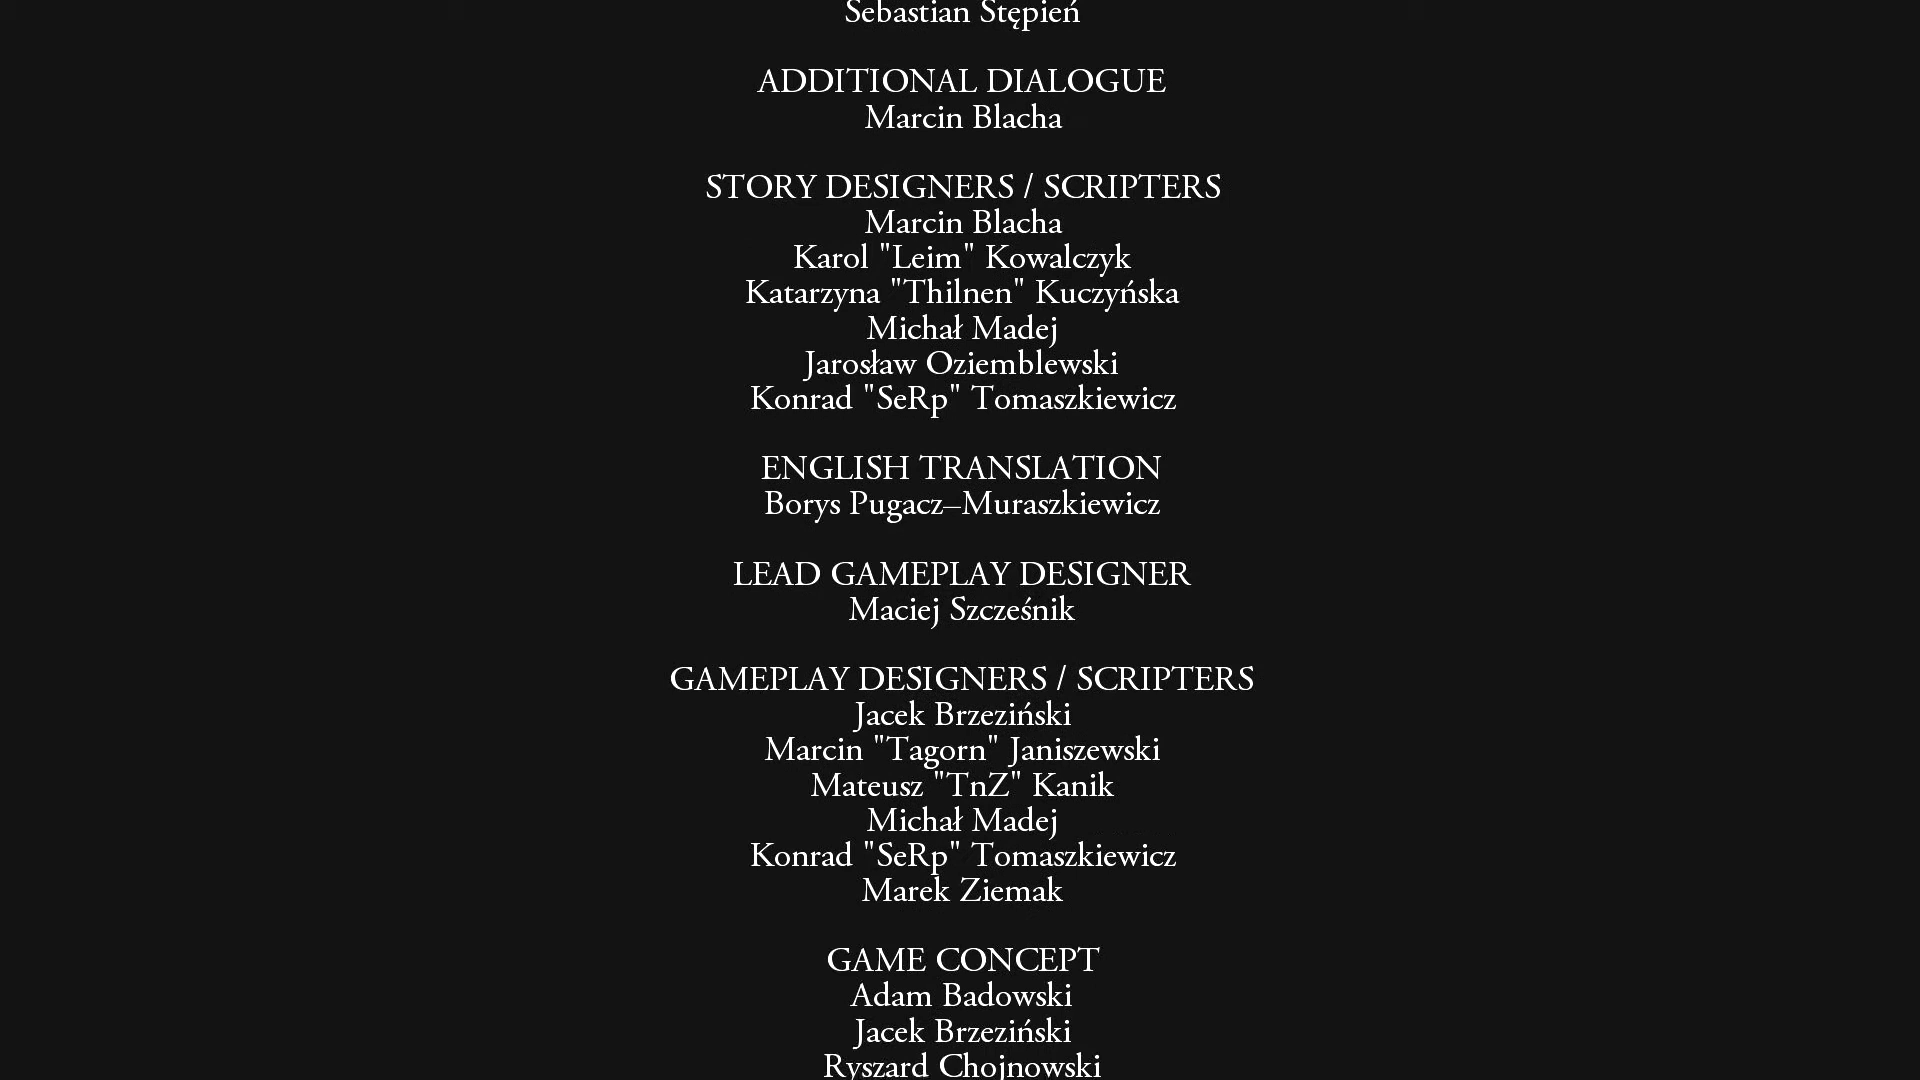 Sebastian Stępień
ADDITIONAL DIALOGUE
Marcin Blacha
STORY DESIGNERS / SCRIPTERS
Marcin Blacha
Karol "Leim" Kowalczyk
Katarzyna "Thilnen" Kuczyńska
Michał Madej
Jarosław Oziemblewski
Konrad "SeRp" Tomaszkiewicz
ENGLISH TRANSLATION
Borys Pugacz–Muraszkiewicz
LEAD GAMEPLAY DESIGNER
Maciej Szcześnik
GAMEPLAY DESIGNERS / SCRIPTERS
Jacek Brzeziński
Marcin "Tagorn" Janiszewski
Mateusz "TnZ" Kanik
Michał Madej
Konrad "SeRp" Tomaszkiewicz
Marek Ziemak
GAME CONCEPT
Adam Badowski
Jacek Brzeziński
Ryszard Chojnowski